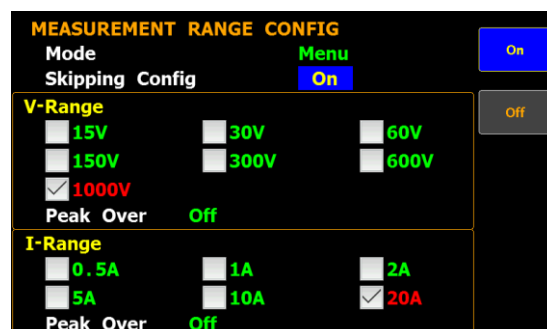 MEASUREMENT RANGE CONFIG
Mode Menu
On
Skipping Config On
Off
V-Range
15V 30V 60V
150V 300V 600V
1000V
Peak Over Off
I-Range
0.5A 1A 2A
5A 10A 20A
Peak Over Off